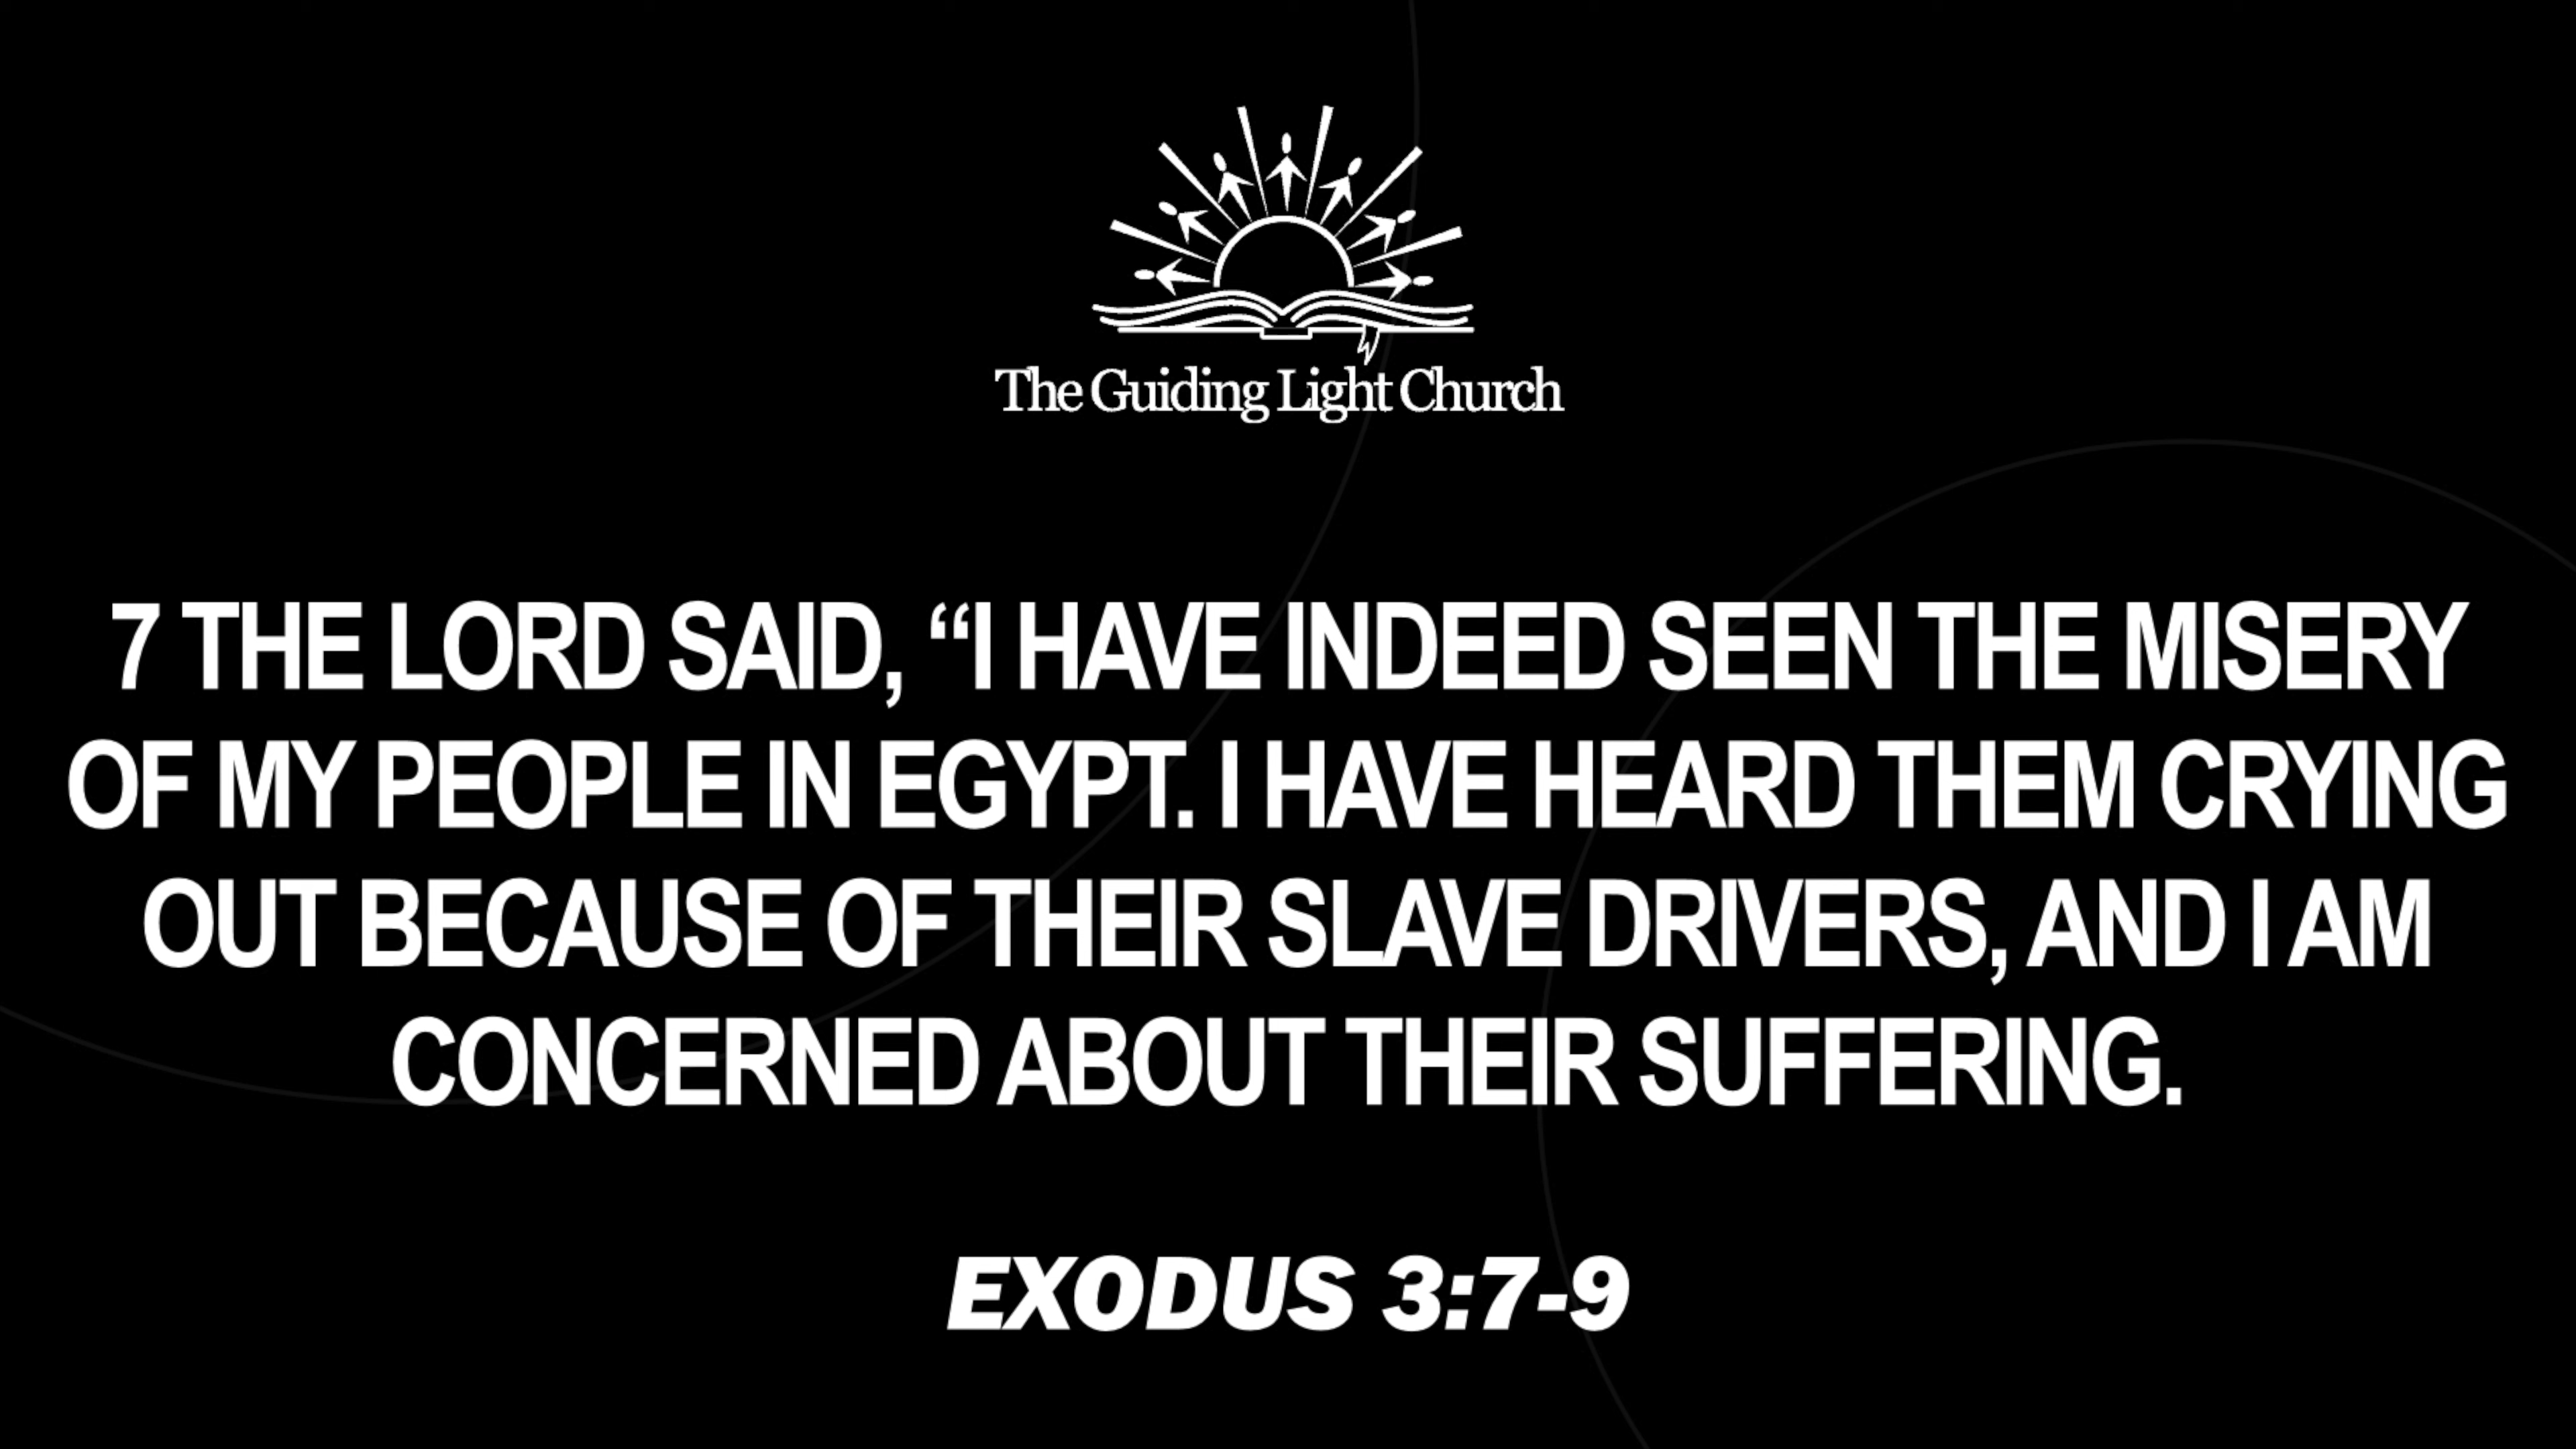 The Guiding Light Church
7 THE LORD SAID, “I HAVE INDEED SEEN THE MISERY
OF MY PEOPLE IN EGYPT. I HAVE HEARD THEM CRYING
OUT BECAUSE OF THEIR SLAVE DRIVERS, AND I AM
CONCERNED ABOUT THEIR SUFFERING.
EXODUS 3:7-9